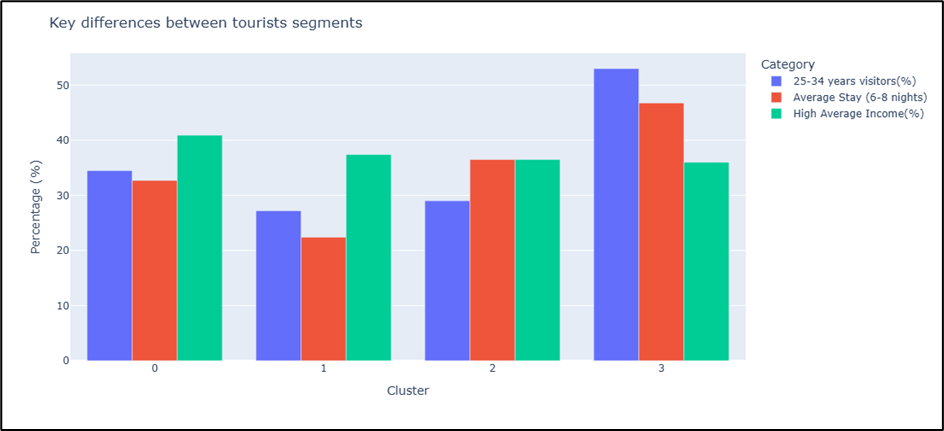 Key differences between tourists segments
Category
25-34 years visitors(%)
Average Stay (6-8 nights)
High Average Income(%)
Percentage (%)
50
40
30
20
10
0
0 1 2 3
Cluster